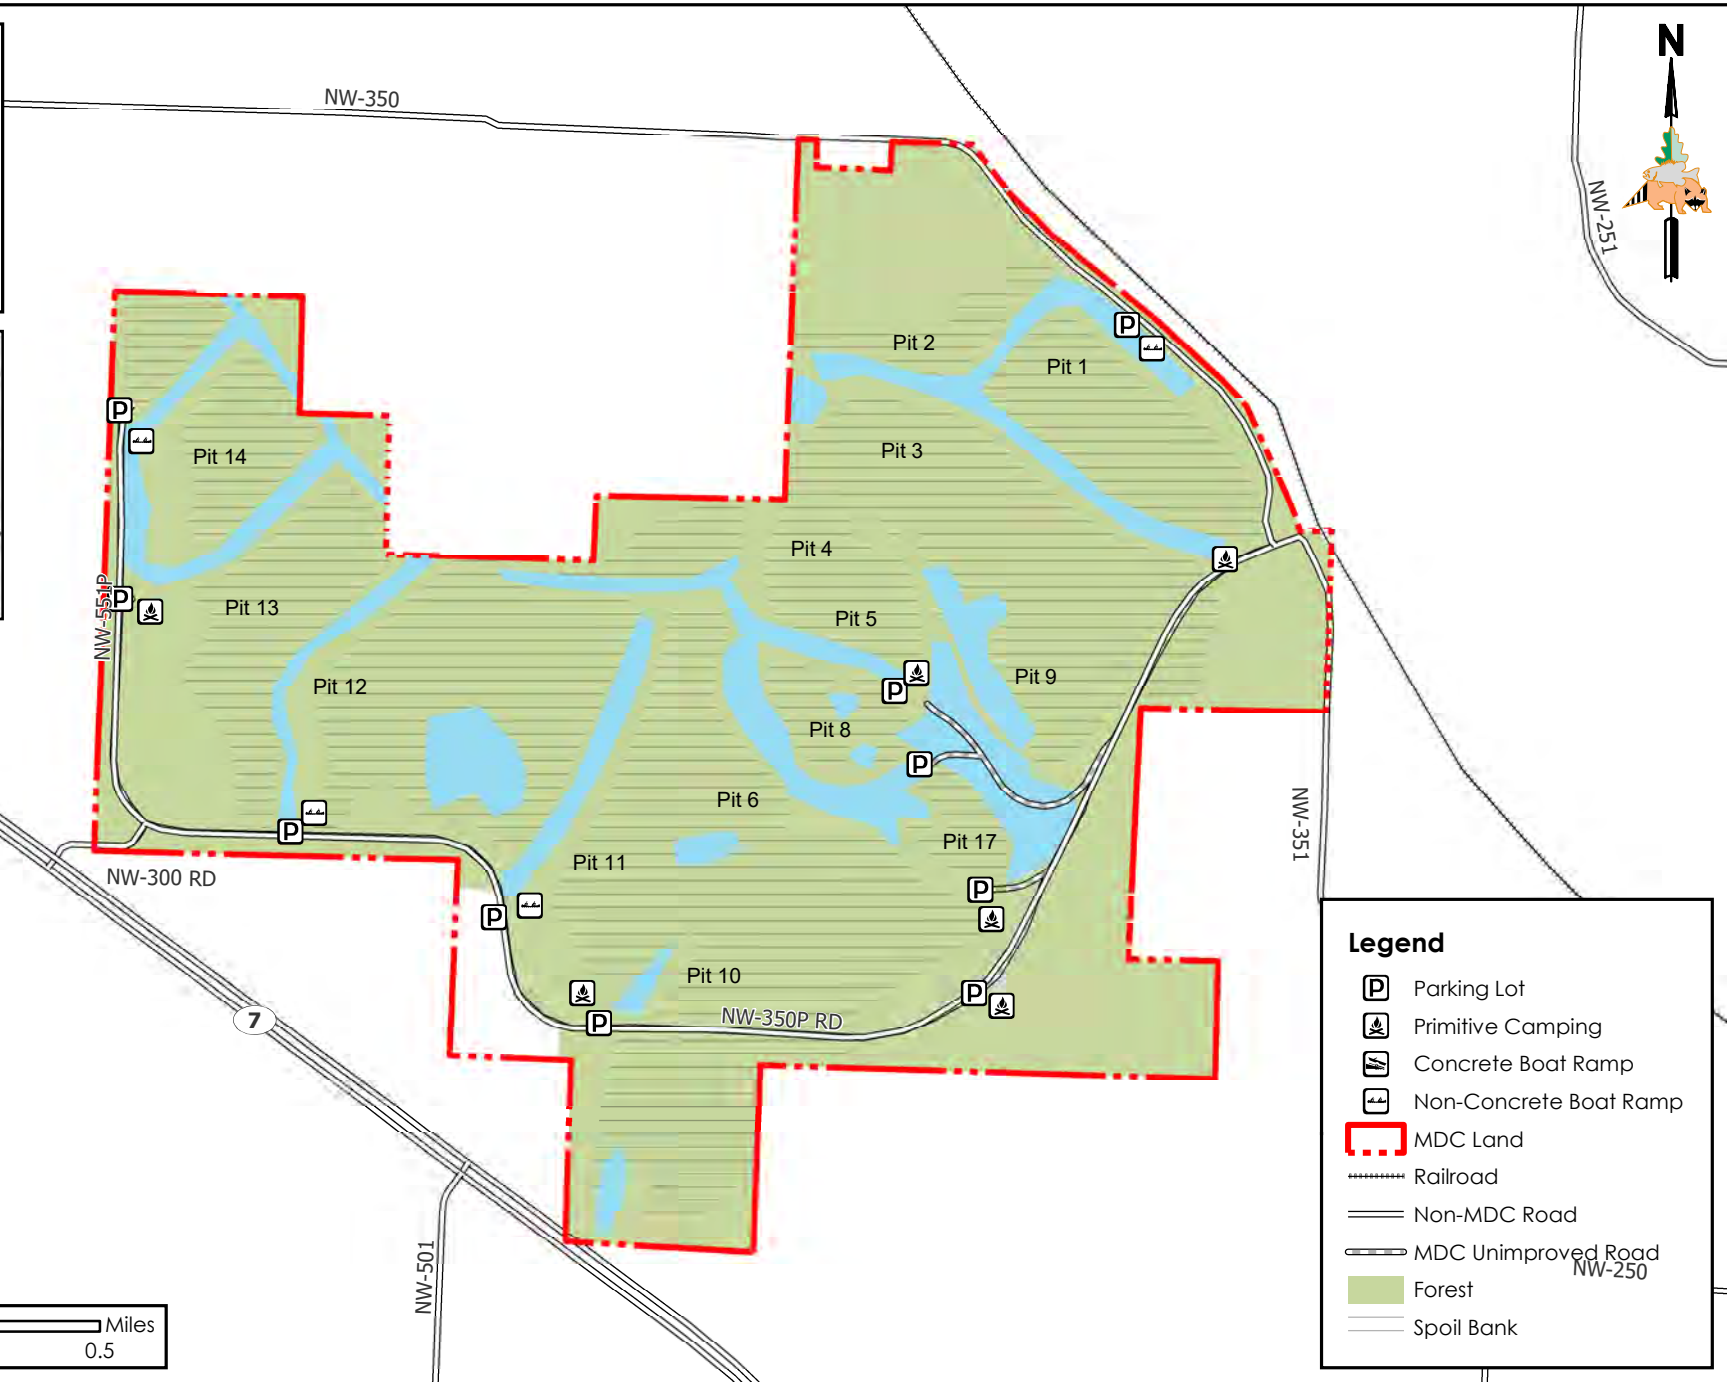 N
NW-350
NW-251
Pit 2
Pit 1
P
P
Pit 3
Pit 14
Pit 4
P
Pit 13
Pit 5
NW-551P
Pit 9
Pit 12
P
Pit 8
P
Pit 6
P
Pit 17
NW-351
Pit 11
NW-300 RD
P
P
Pit 10
P
P
NW-350P RD
7
NW-501
Legend
P Parking Lot
Primitive Camping
Concrete Boat Ramp
Non-Concrete Boat Ramp
MDC Land
Railroad
Non-MDC Road
MDC Unimproved Road
NW-250
Forest
Spoil Bank
Miles
0.5